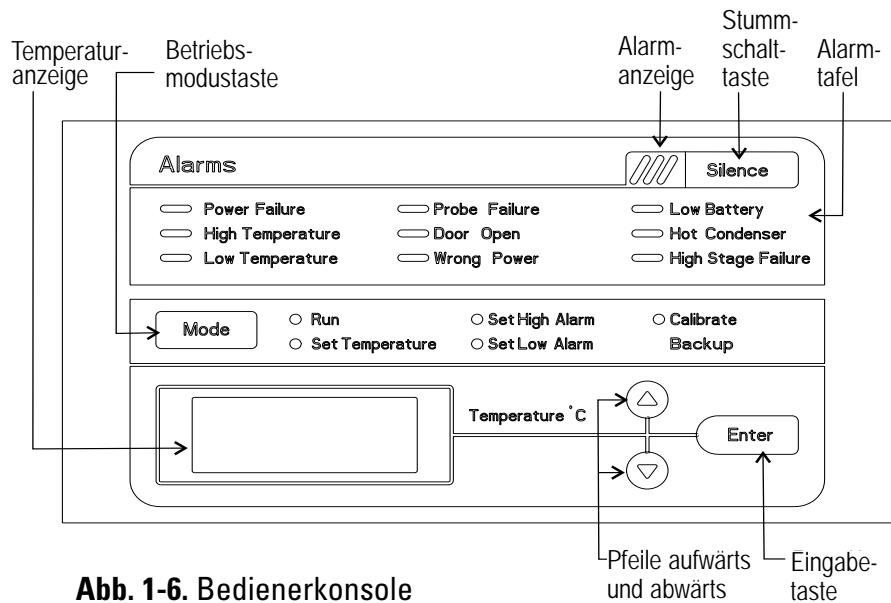 Temperatur-
anzeige
Betriebs-
modustaste
Alarm-
anzeige
Stumm-
schalt-
taste
Alarm-
tafel
Alarms
Silence
Power Failure
Probe Failure
Low Battery
High Temperature
Door Open
Hot Condenser
Low Temperature
Wrong Power
High Stage Failure
Mode
Run
Set High Alarm
Calibrate
Set Temperature
Set Low Alarm
Backup
Temperature °C
Enter
Pfeile aufwärts
und abwärts
Eingabe-
taste
Abb. 1-6. Bedienerkonsole